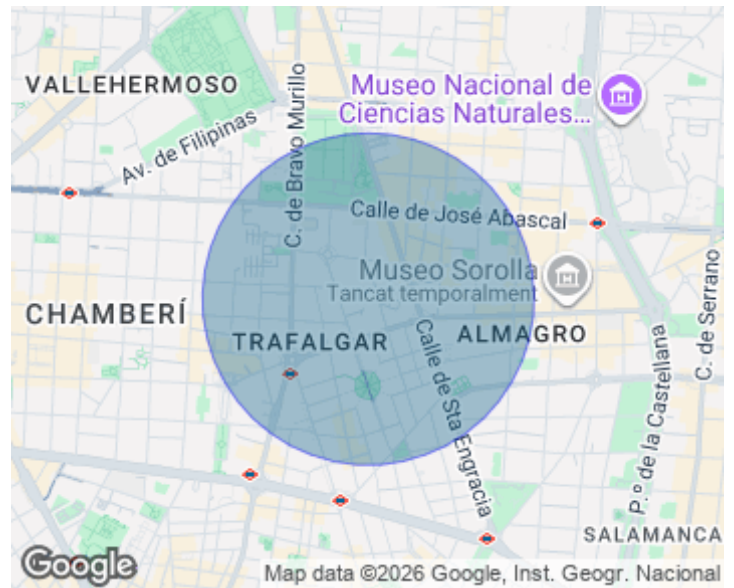 VALLEHERMOSO
Museo Nacional de
Ciencias Naturales...
Av. de Filipinas
C. de Bravo Murillo
Calle de José Abascal
Museo Sorolla
Tancat temporalment
CHAMBERÍ
TRAFALGAR
ALMAGRO
C. de Serrano
Calle de Sta Engracia
P.º de la Castellana
SALAMANCA
Google
Map data ©2026 Google, Inst. Geogr. Nacional